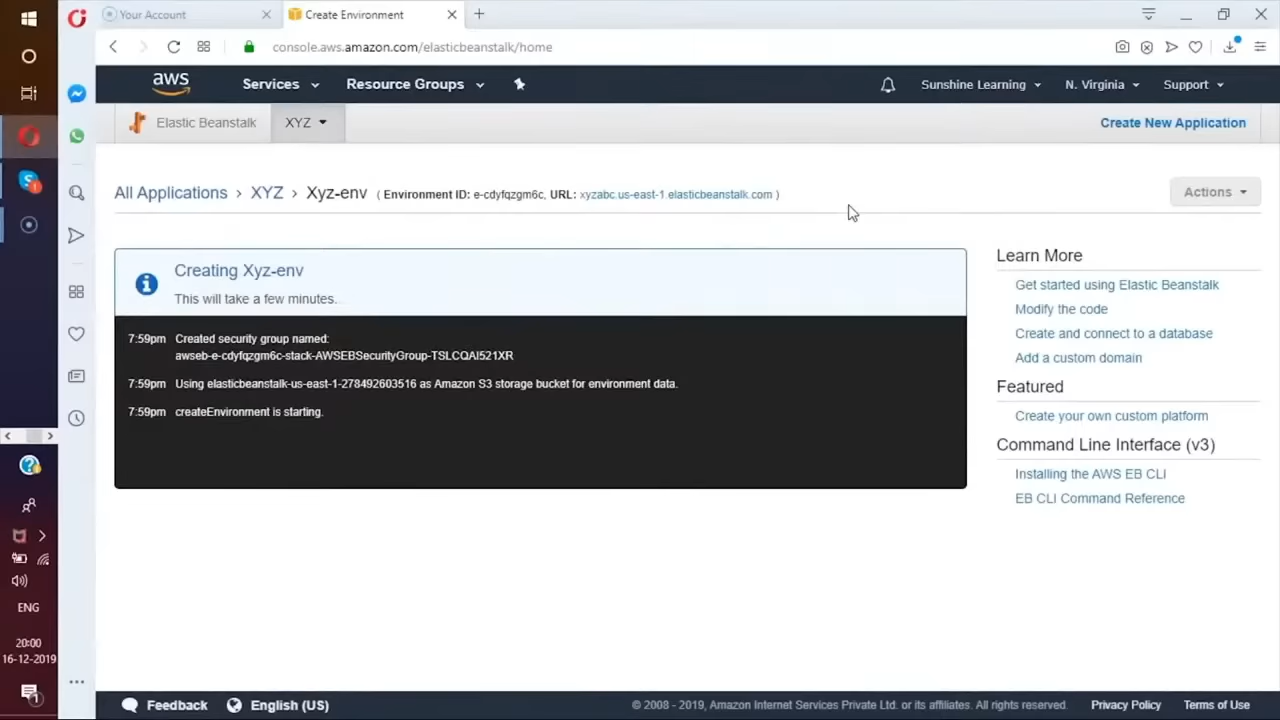 Your Account
Create Environment
console.aws.amazon.com/elasticbeanstalk/home
aws Services Resource Groups Sunshine Learning N. Virginia Support
Elastic Beanstalk XYZ Create New Application
All Applications > XYZ > Xyz-env ( Environment ID: e-cdyfqzgm6c, URL: xyzabc.us-east-1.elasticbeanstalk.com ) Actions
Creating Xyz-env
This will take a few minutes.
7:59pm Created security group named:
awseb-e-cdyfqzgm6c-stack-AWSEBSecurityGroup-TSLCQAI521XR
7:59pm Using elasticbeanstalk-us-east-1-278492603516 as Amazon S3 storage bucket for environment data.
7:59pm createEnvironment is starting.
Learn More
Get started using Elastic Beanstalk
Modify the code
Create and connect to a database
Add a custom domain
Featured
Create your own custom platform
Command Line Interface (v3)
Installing the AWS EB CLI
EB CLI Command Reference
ENG
20:00
16-12-2019
1
Feedback English (US) © 2008 - 2019, Amazon Internet Services Private Ltd. or its affiliates. All rights reserved. Privacy Policy Terms of Use